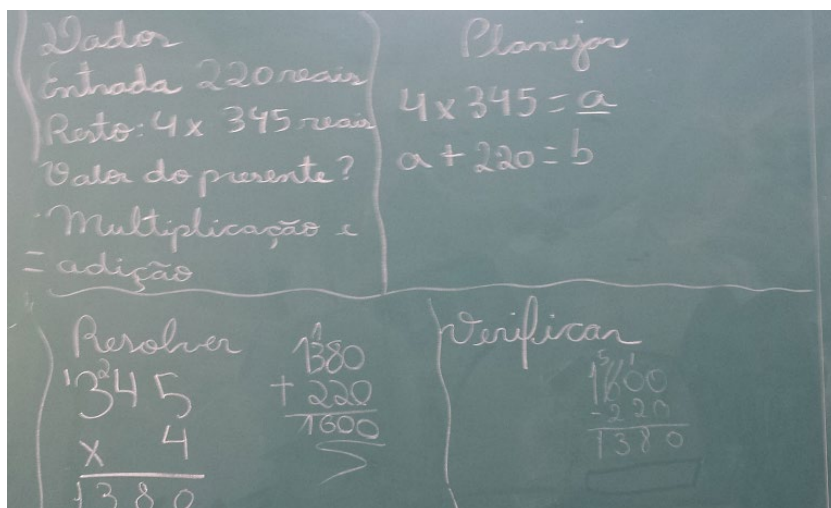 Dados
Entrada 220 reais
Resto: 4 x 345 reais
Valor do presente?
Multiplicação e
= adição
Planejar
4 x 345 = a
a + 220 = b
Resolver
345
x 4
1380
1380
+ 220
1600
Verificar
1600
- 220
1380